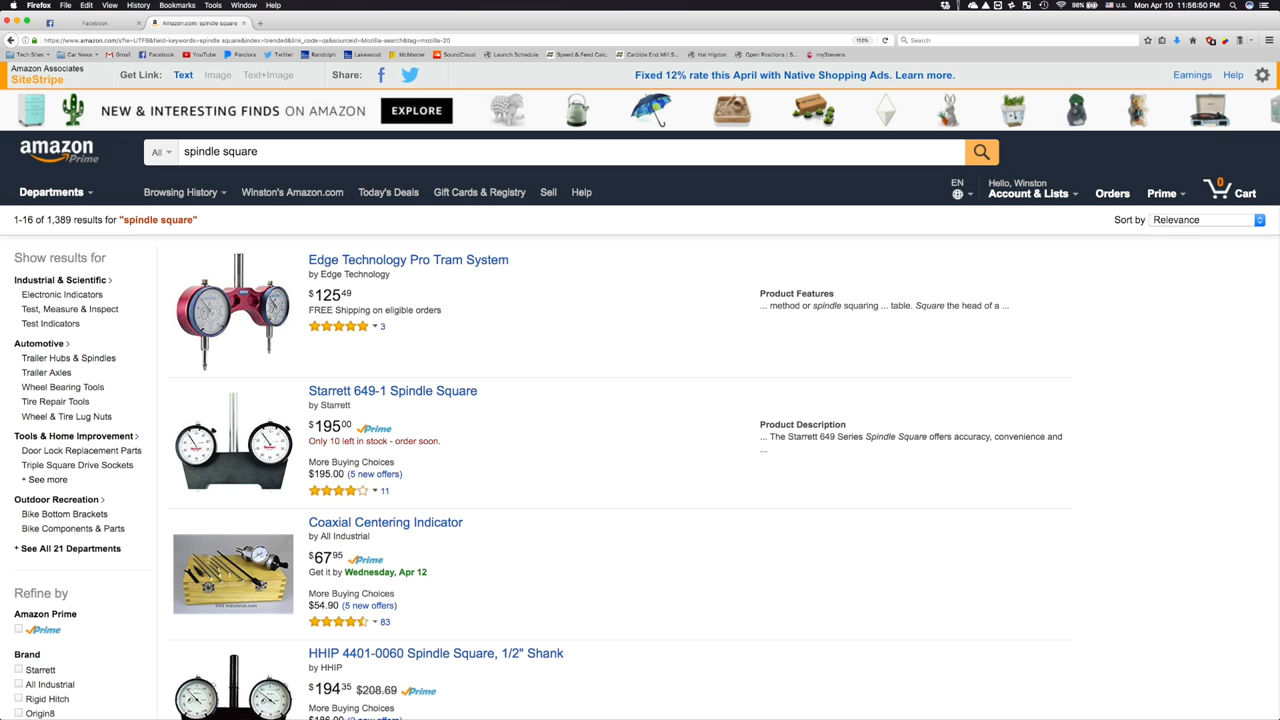 Firefox File Edit View History Bookmarks Tools Window Help
98% U.S. Mon Apr 10 11:56:50 AM
Facebook × Amazon.com: spindle square × +
https://www.amazon.com/s?ie=UTF8&field-keywords=spindle square&index=blended&link_code=qs&sourceid=Mozilla-search&tag=mozilla-20 150% Search
Tech Sites Car News Gmail Facebook YouTube Pandora Twitter Randolph Lakewood McMaster SoundCloud Launch Schedule Speed & Feed Calc. Carbide End Mill S... Hal Higdon Open Positions | S... myStevens
Amazon Associates
SiteStripe
Get Link: Text Image Text+Image Share: Fixed 12% rate this April with Native Shopping Ads. Learn more. Earnings Help
NEW & INTERESTING FINDS ON AMAZON EXPLORE
amazon Prime
All spindle square
Departments Browsing History Winston's Amazon.com Today's Deals Gift Cards & Registry Sell Help
EN
Hello, Winston
Account & Lists Orders Prime 0 Cart
1-16 of 1,389 results for "spindle square"
Sort by Relevance
Show results for
Industrial & Scientific
Electronic Indicators
Test, Measure & Inspect
Test Indicators
Automotive
Trailer Hubs & Spindles
Trailer Axles
Wheel Bearing Tools
Tire Repair Tools
Wheel & Tire Lug Nuts
Tools & Home Improvement
Door Lock Replacement Parts
Triple Square Drive Sockets
+ See more
Outdoor Recreation
Bike Bottom Brackets
Bike Components & Parts
+ See All 21 Departments
Refine by
Amazon Prime
Prime
Brand
Starrett
All Industrial
Rigid Hitch
Origin8
Edge Technology Pro Tram System
by Edge Technology
$125 49
FREE Shipping on eligible orders
3
Product Features
... method or spindle squaring ... table. Square the head of a ...
Starrett 649-1 Spindle Square
by Starrett
$195 00 Prime
Only 10 left in stock - order soon.
More Buying Choices
$195.00 (5 new offers)
11
Product Description
... The Starrett 649 Series Spindle Square offers accuracy, convenience and
...
Coaxial Centering Indicator
by All Industrial
$67 95 Prime
Get it by Wednesday, Apr 12
More Buying Choices
$54.90 (5 new offers)
83
HHIP 4401-0060 Spindle Square, 1/2" Shank
by HHIP
$194 35 $208.69 Prime
More Buying Choices